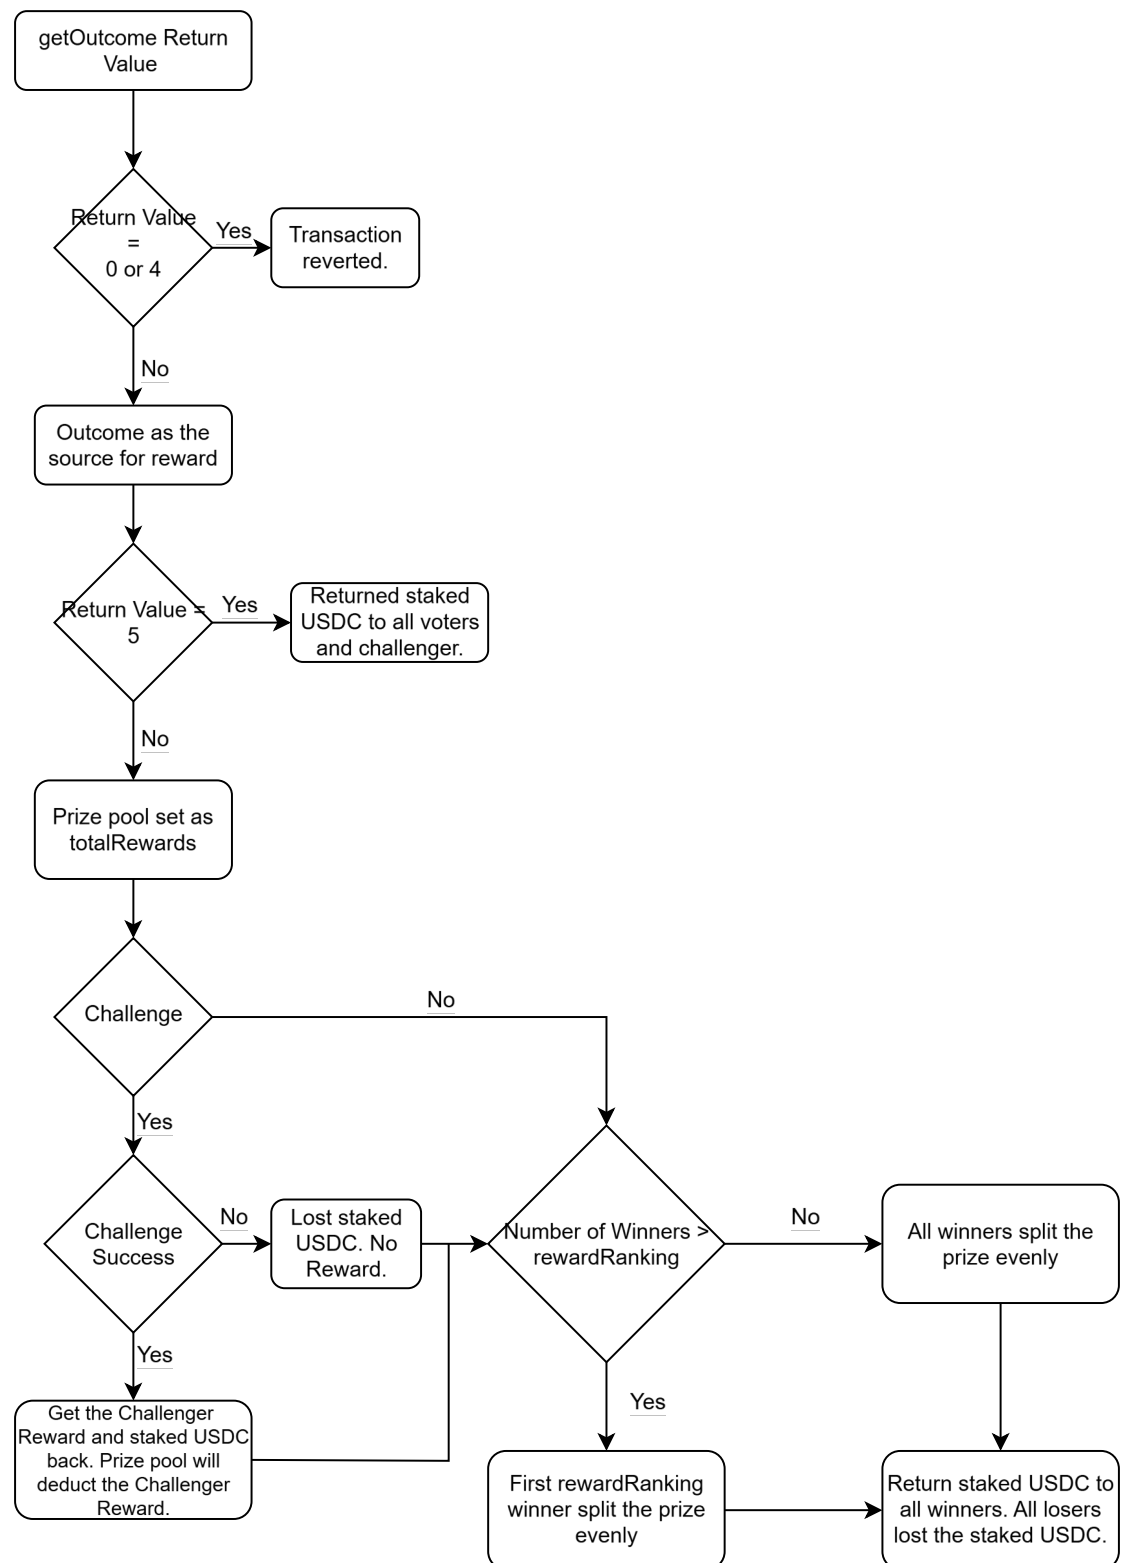 getOutcome Return
Value
Return Value
=
0 or 4
Yes
Transaction
reverted.
No
Outcome as the
source for reward
Return Value =
5
Yes
Returned staked
USDC to all voters
and challenger.
No
Prize pool set as
totalRewards
Challenge
No
Yes
Challenge
Success
No
Lost staked
USDC. No
Reward.
Number of Winners >
rewardRanking
No
All winners split the
prize evenly
Yes
Get the Challenger
Reward and staked USDC
back. Prize pool will
deduct the Challenger
Reward.
Yes
First rewardRanking
winner split the prize
evenly
Return staked USDC to
all winners. All losers
lost the staked USDC.